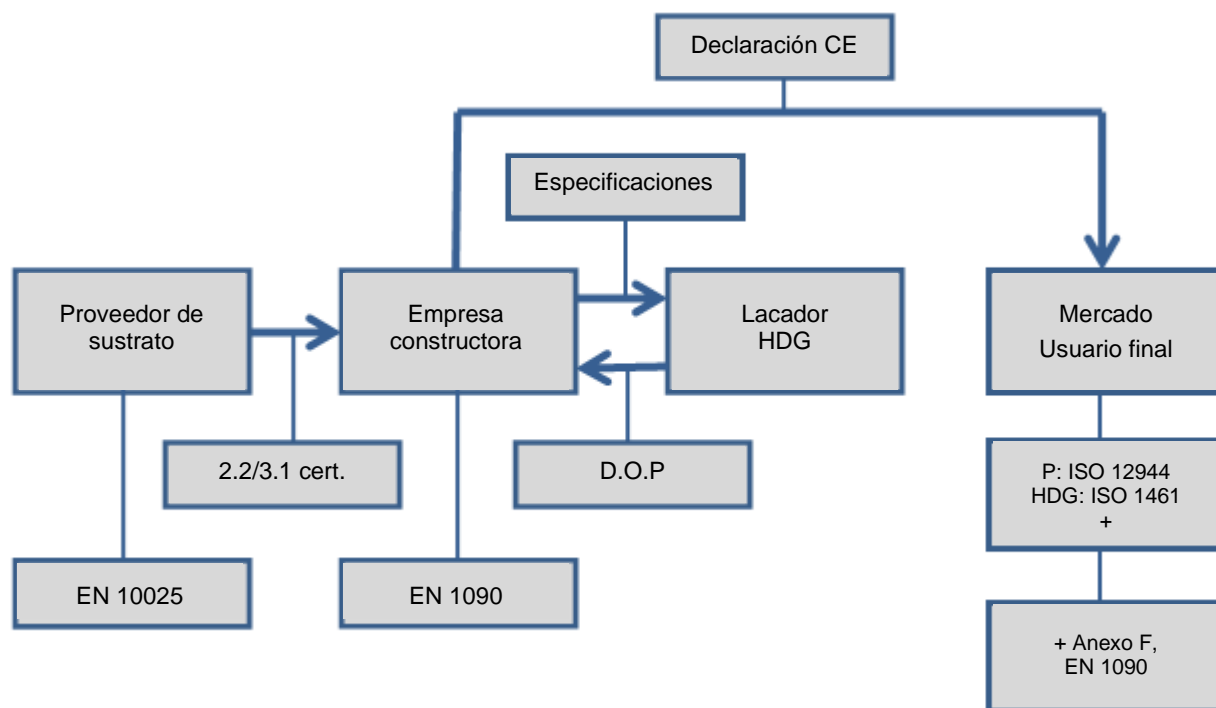 Declaración CE
Especificaciones
Proveedor de
sustrato
Empresa
constructora
Lacador
HDG
Mercado
Usuario final
2.2/3.1 cert.
D.O.P
P: ISO 12944
HDG: ISO 1461
+
EN 10025
EN 1090
+ Anexo F,
EN 1090